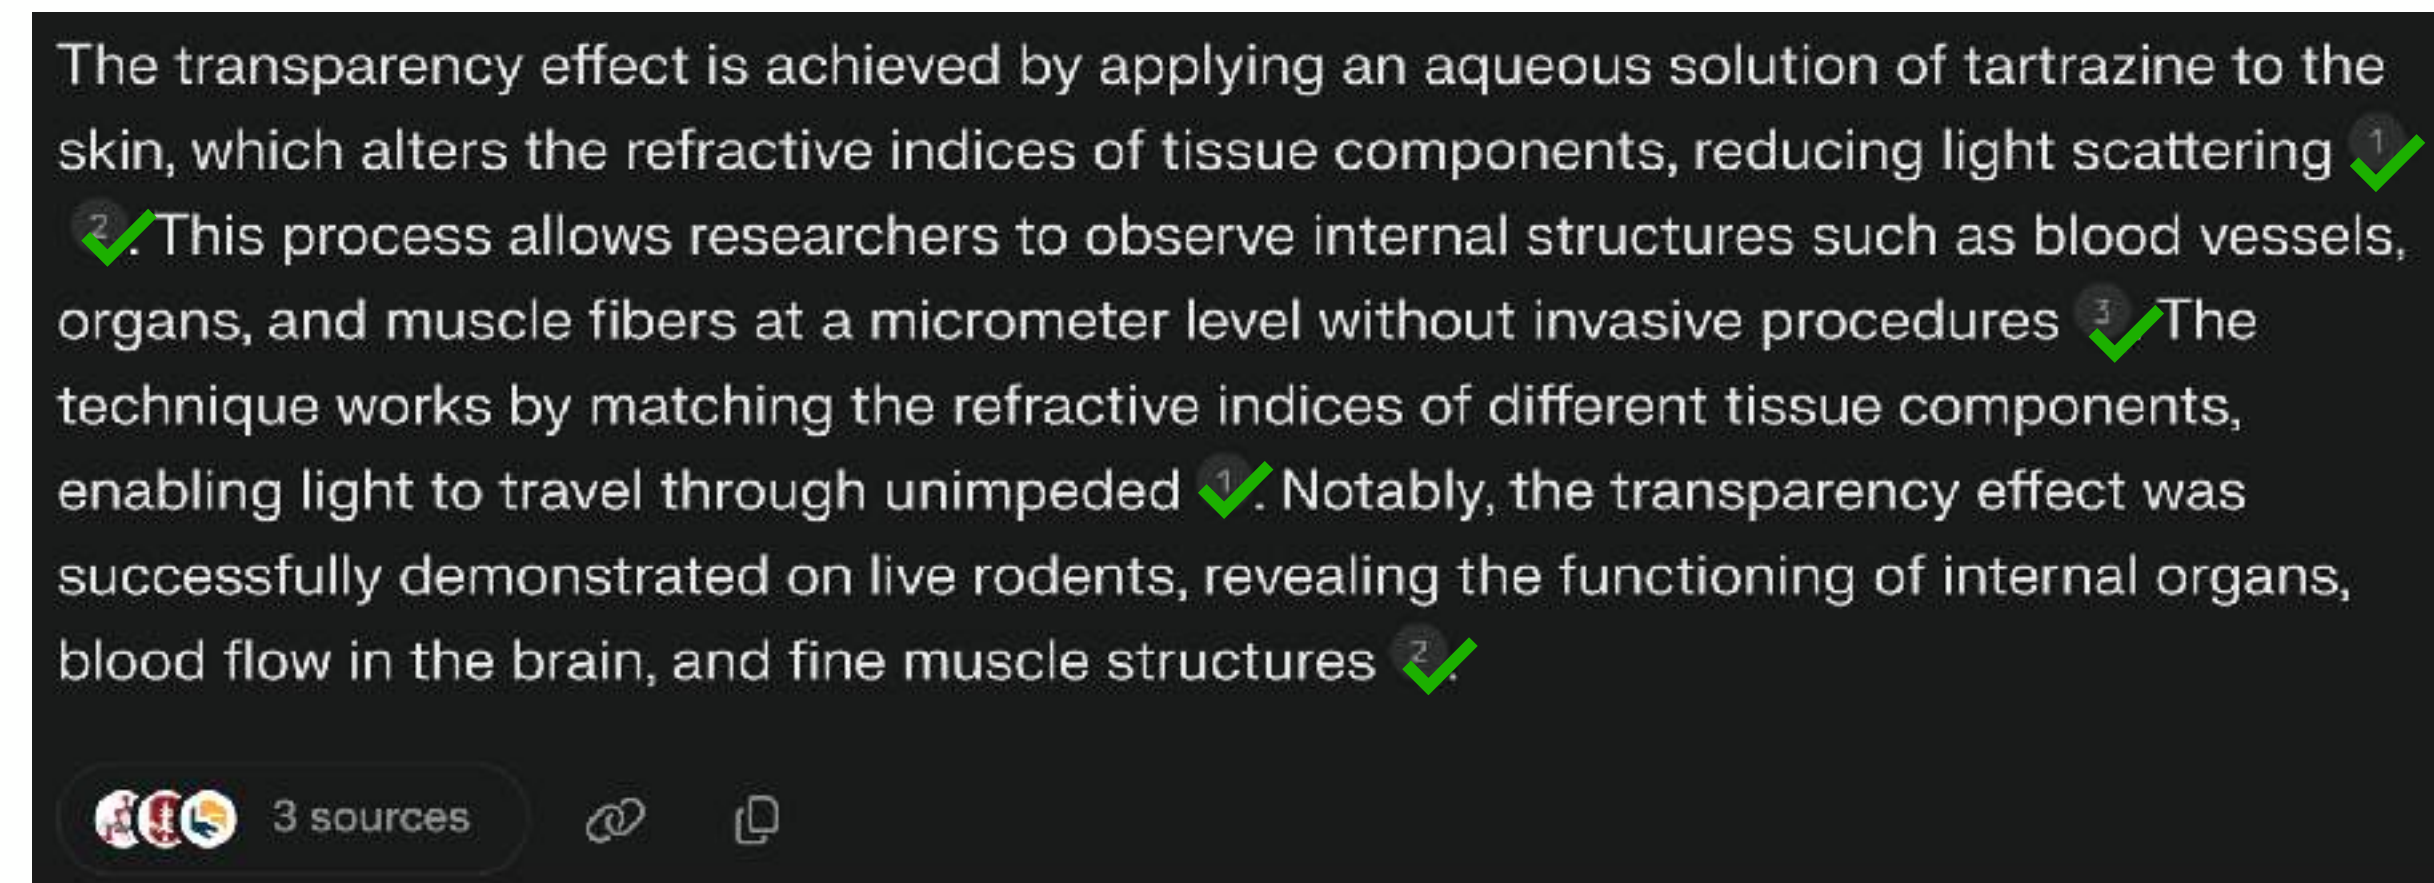 The transparency effect is achieved by applying an aqueous solution of tartrazine to the
skin, which alters the refractive indices of tissue components, reducing light scattering 1
2. This process allows researchers to observe internal structures such as blood vessels,
organs, and muscle fibers at a micrometer level without invasive procedures 3 The
technique works by matching the refractive indices of different tissue components,
enabling light to travel through unimpeded 1. Notably, the transparency effect was
successfully demonstrated on live rodents, revealing the functioning of internal organs,
blood flow in the brain, and fine muscle structures 2.
3 sources